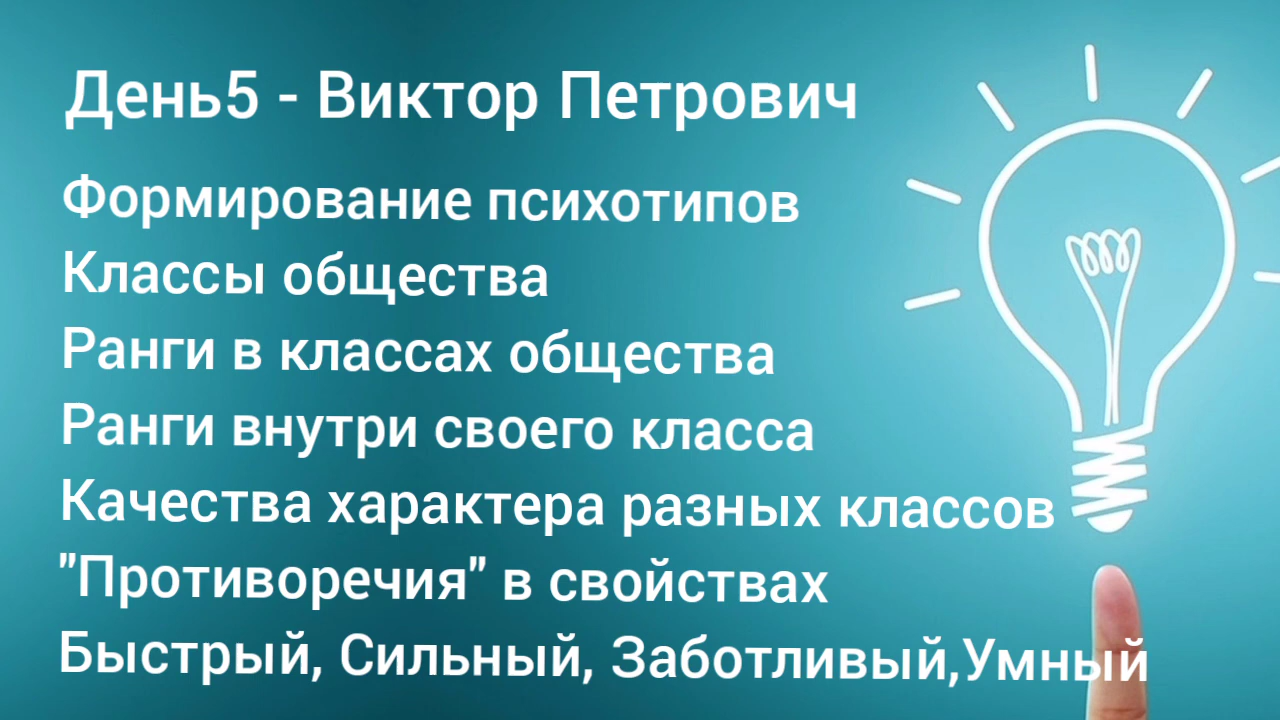 День5 - Виктор Петрович
Формирование психотипов
Классы общества
Ранги в классах общества
Ранги внутри своего класса
Качества характера разных классов
"Противоречия" в свойствах
Быстрый, Сильный, Заботливый,Умный